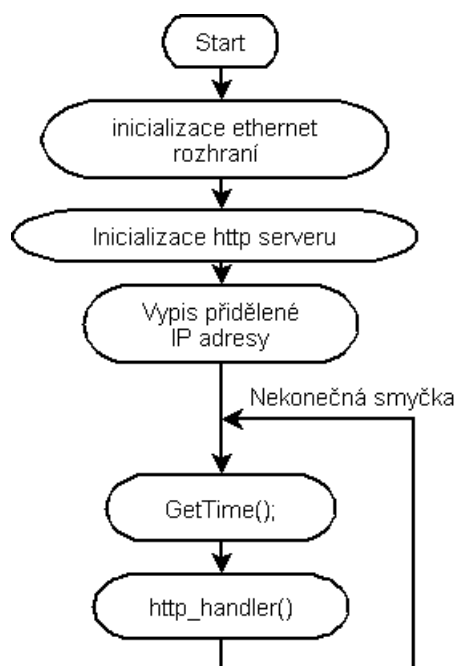 Start
inicializace ethernet
rozhraní
Inicializace http serveru
Vypis přidělené
IP adresy
Nekonečná smyčka
GetTime();
http_handler()